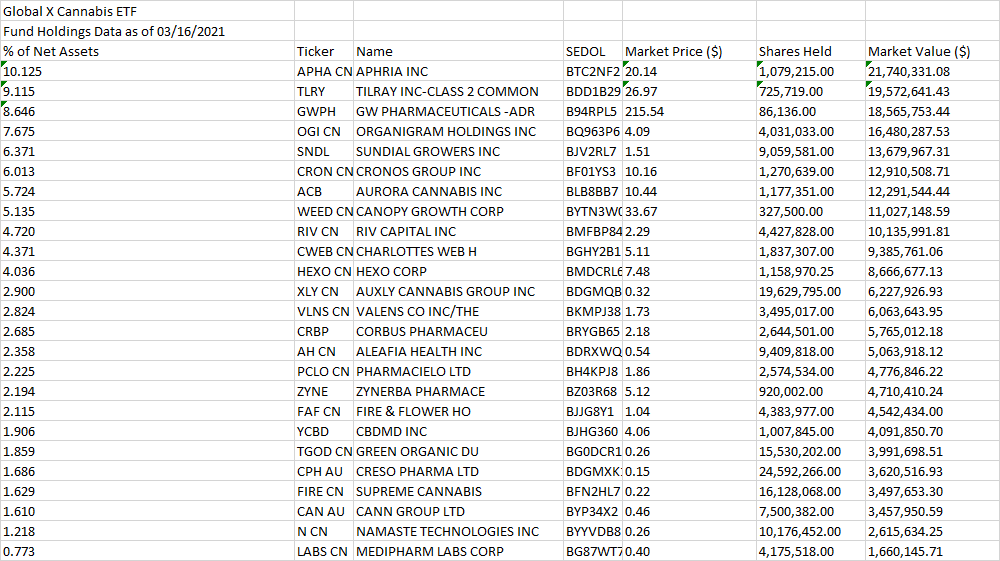 Global X Cannabis ETF
Fund Holdings Data as of 03/16/2021
% of Net Assets Ticker Name SEDOL Market Price ($) Shares Held Market Value ($)
10.125 APHA CN APHRIA INC BTC2NF2 20.14 1,079,215.00 21,740,331.08
9.115 TLRY TILRAY INC-CLASS 2 COMMON BDD1B29 26.97 725,719.00 19,572,641.43
8.646 GWPH GW PHARMACEUTICALS -ADR B94RPL5 215.54 86,136.00 18,565,753.44
7.675 OGI CN ORGANIGRAM HOLDINGS INC BQ963P6 4.09 4,031,033.00 16,480,287.53
6.371 SNDL SUNDIAL GROWERS INC BJV2RL7 1.51 9,059,581.00 13,679,967.31
6.013 CRON CN CRONOS GROUP INC BF01YS3 10.16 1,270,639.00 12,910,508.71
5.724 ACB AURORA CANNABIS INC BLB8BB7 10.44 1,177,351.00 12,291,544.44
5.135 WEED CN CANOPY GROWTH CORP BYTN3W 33.67 327,500.00 11,027,148.59
4.720 RIV CN RIV CAPITAL INC BMFBP84 2.29 4,427,828.00 10,135,991.81
4.371 CWEB CN CHARLOTTES WEB H BGHY2B1 5.11 1,837,307.00 9,385,761.06
4.036 HEXO CN HEXO CORP BMDCRL6 7.48 1,158,970.25 8,666,677.13
2.900 XLY CN AUXLY CANNABIS GROUP INC BDGMQB 0.32 19,629,795.00 6,227,926.93
2.824 VLNS CN VALENS CO INC/THE BKMPJ38 1.73 3,495,017.00 6,063,643.95
2.685 CRBP CORBUS PHARMACEU BRYGB65 2.18 2,644,501.00 5,765,012.18
2.358 AH CN ALEAFIA HEALTH INC BDRXWQ 0.54 9,409,818.00 5,063,918.12
2.225 PCLO CN PHARMACIELO LTD BH4KPJ8 1.86 2,574,534.00 4,776,846.22
2.194 ZYNE ZYNERBA PHARMACE BZ03R68 5.12 920,002.00 4,710,410.24
2.115 FAF CN FIRE & FLOWER HO BJJG8Y1 1.04 4,383,977.00 4,542,434.00
1.906 YCBD CBDMD INC BJHG360 4.06 1,007,845.00 4,091,850.70
1.859 TGOD CN GREEN ORGANIC DU BG0DCR1 0.26 15,530,202.00 3,991,698.51
1.686 CPH AU CRESO PHARMA LTD BDGMXK 0.15 24,592,266.00 3,620,516.93
1.629 FIRE CN SUPREME CANNABIS BFN2HL7 0.22 16,128,068.00 3,497,653.30
1.610 CAN AU CANN GROUP LTD BYP34X2 0.46 7,500,382.00 3,457,950.59
1.218 N CN NAMASTE TECHNOLOGIES INC BYYVDB8 0.26 10,176,452.00 2,615,634.25
0.773 LABS CN MEDIPHARM LABS CORP BG87WT7 0.40 4,175,518.00 1,660,145.71